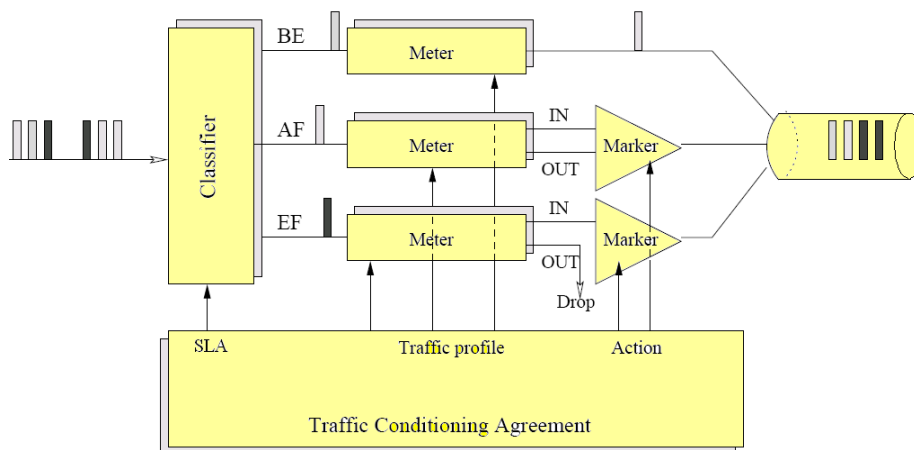 BE
Meter
AF
IN
Meter
OUT
Marker
Classifier
EF
IN
Meter
OUT
Marker
Drop
SLA
Traffic profile
Action
Traffic Conditioning Agreement